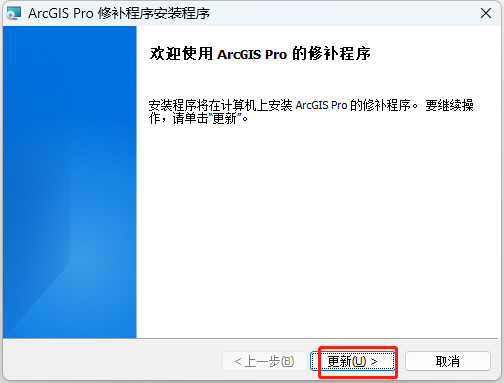 ArcGIS Pro 修补程序安装程序
欢迎使用 ArcGIS Pro 的修补程序
安装程序将在计算机上安装 ArcGIS Pro 的修补程序。 要继续操
作，请单击“更新”。
< 上一步(B)
更新(U) >
取消